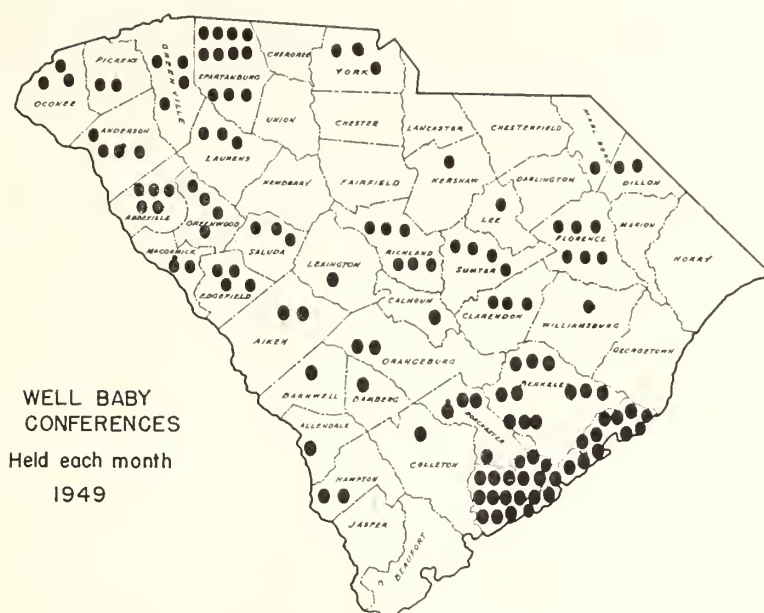 PICKENS
OCONEE
GREENVILLE
SPARTANBURG
CHEROKEE
YORK
ANDERSON
UNION
CHESTER
LANCASTER
CHESTERFIELD
MARLBORO
LAURENS
DILLON
NEWBERRY
FAIRFIELD
KERSHAW
DARLINGTON
ABBEVILLE
GREENWOOD
LEE
MARION
FLORENCE
HORRY
MACORMICK
SALUDA
LEXINGTON
RICHLAND
SUMTER
EDGEFIELD
CALHOUN
CLARENDON
WILLIAMSBURG
AIKEN
ORANGEBURG
GEORGETOWN
BARNWELL
BAMBERG
BERKELEY
DORCHESTER
ALLENDALE
COLLETON
HAMPTON
JASPER
BEAUFORT
WELL BABY
CONFERENCES
Held each month
1949